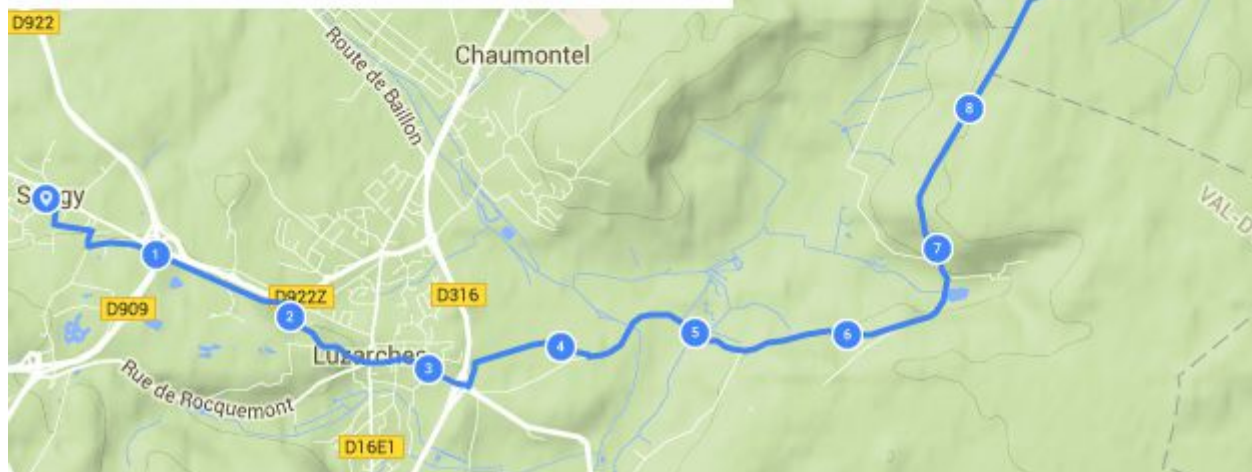 D922
Chaumontel
Route de Baillon
8
VAL-D
7
1
D922Z
D316
D909
2
5
6
4
Luzarches
3
Rue de Rocquemont
D16E1